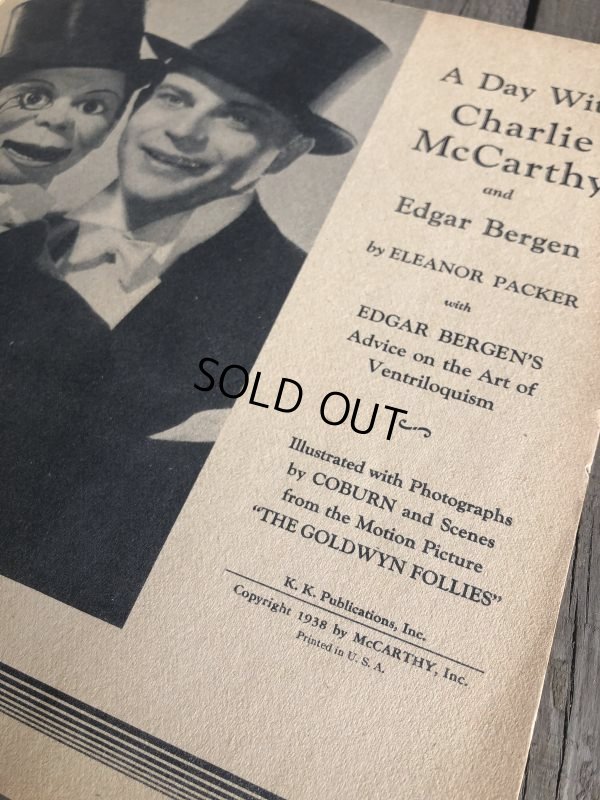 A Day Wit
Charlie
McCarthy
and
Edgar Bergen
by ELEANOR PACKER
with
EDGAR BERGEN'S
Advice on the Art of
Ventriloquism
SOLD OUT
Illustrated with Photographs
by COBURN and Scenes
from the Motion Picture
"THE GOLDWYN FOLLIES"
K. K. Publications, Inc.
Copyright 1938 by McCARTHY, Inc.
Printed in U. S. A.